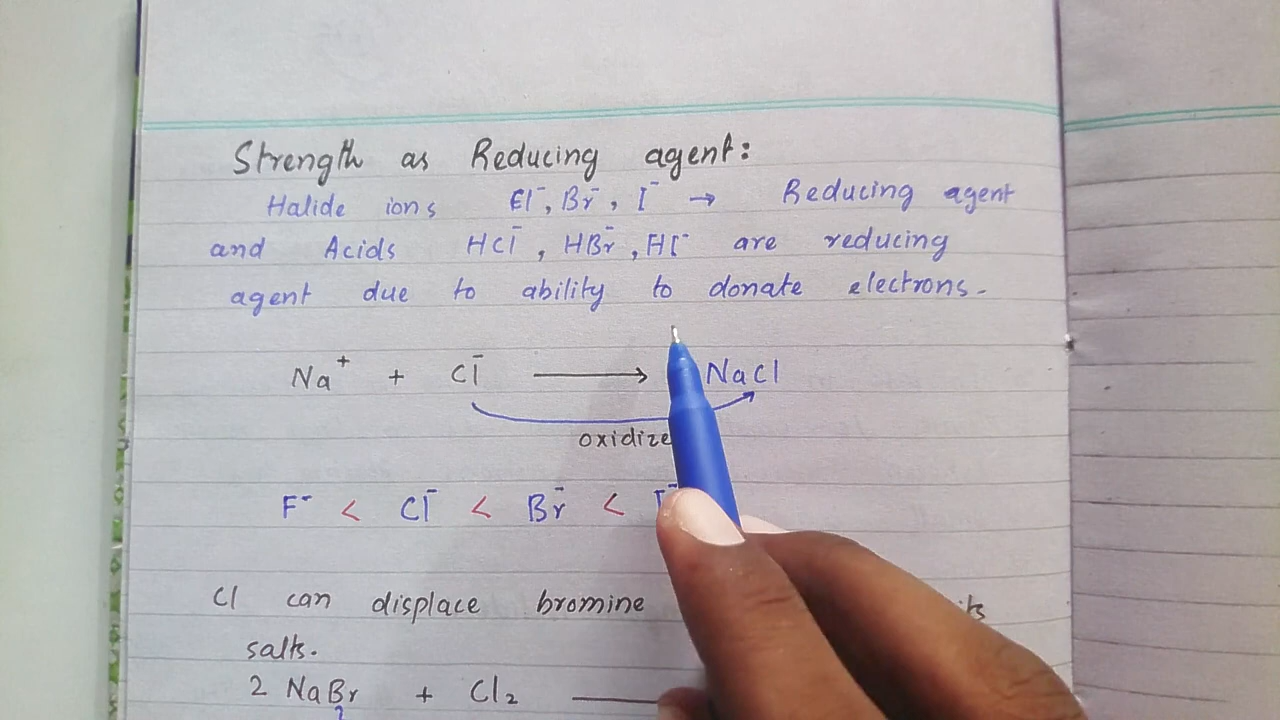 Strength as Reducing agent:
Halide ions Cl⁻, Br⁻, I⁻ → Reducing agent
and Acids HCl⁻, HBr⁻, HI⁻ are reducing
agent due to ability to donate electrons.
Na⁺ + Cl⁻ ⟶ NaCl
oxidize
F⁻ < Cl⁻ < Br⁻ < I⁻
Cl can displace bromine its
salts.
2 NaBr + Cl₂